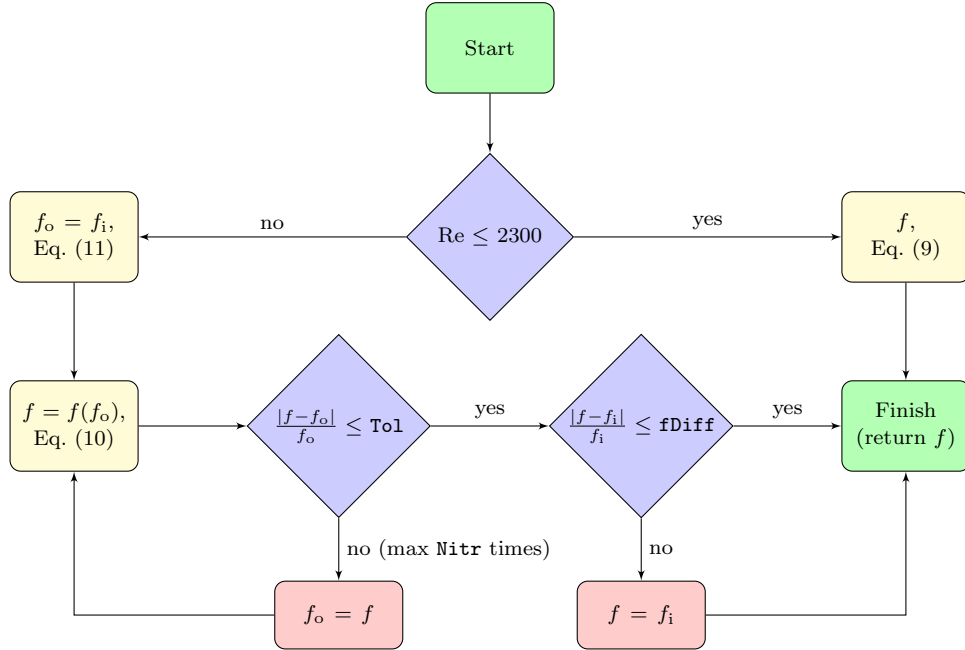 Start
f_o = f_i,
Eq. (11)
no
Re ≤ 2300
yes
f,
Eq. (9)
f = f(f_o),
Eq. (10)
|f−f_o|/f_o ≤ Tol
yes
|f−f_i|/f_i ≤ fDiff
yes
Finish
(return f)
no (max Nitr times)
no
f_o = f
f = f_i